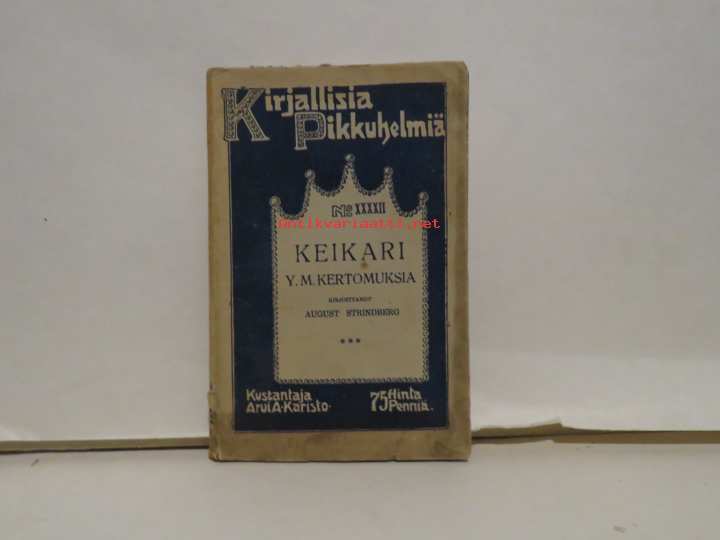 Kirjallisia
Pikkuhelmiä
No XXXXII
Antikvariaatti.net
KEIKARI
Y. M. KERTOMUKSIA
KIRJOITTANUT
AUGUST STRINDBERG
Kustantaja
Arvi A. Karisto.
75 Hinta
Penniä.